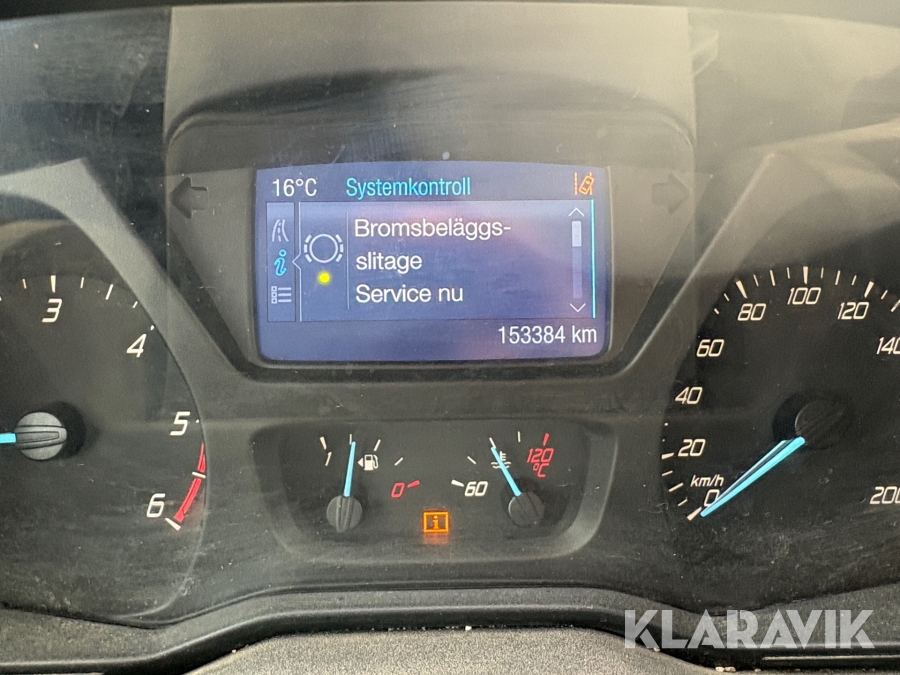 16°C Systemkontroll
Bromsbeläggs-
slitage
Service nu
153384 km
3
4
5
6
1
0
60
120
°C
0
20
40
60
80
100
120
140
200
km/h
KLARAVIK